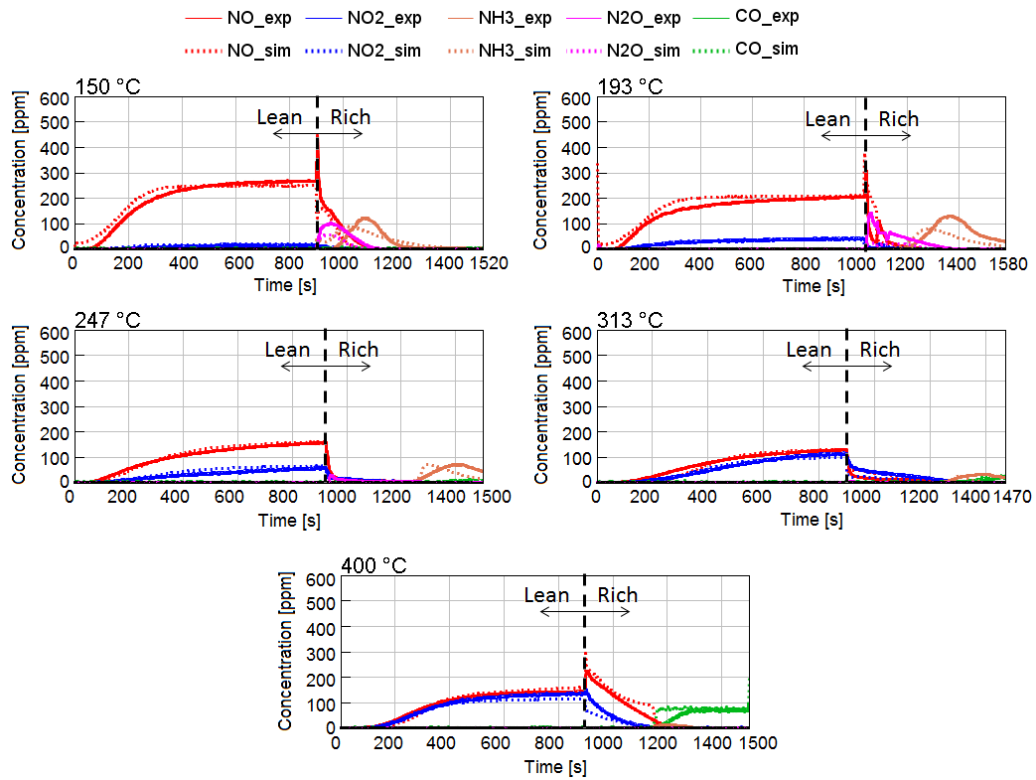 NO_exp NO2_exp NH3_exp N2O_exp CO_exp
NO_sim NO2_sim NH3_sim N2O_sim CO_sim
150 °C
Concentration [ppm]
600
500
400
300
200
100
0
Lean Rich
0 200 400 600 800 1000 1200 1400 1520
Time [s]
193 °C
Concentration [ppm]
600
500
400
300
200
100
0
Lean Rich
0 200 400 600 800 1000 1200 1400 1580
Time [s]
247 °C
Concentration [ppm]
600
500
400
300
200
100
0
Lean Rich
0 200 400 600 800 1000 1200 1500
Time [s]
313 °C
Concentration [ppm]
600
500
400
300
200
100
0
Lean Rich
0 200 400 600 800 1000 1200 1400 1470
Time [s]
400 °C
Concentration [ppm]
600
500
400
300
200
100
0
Lean Rich
0 200 400 600 800 1000 1200 1500
Time [s]